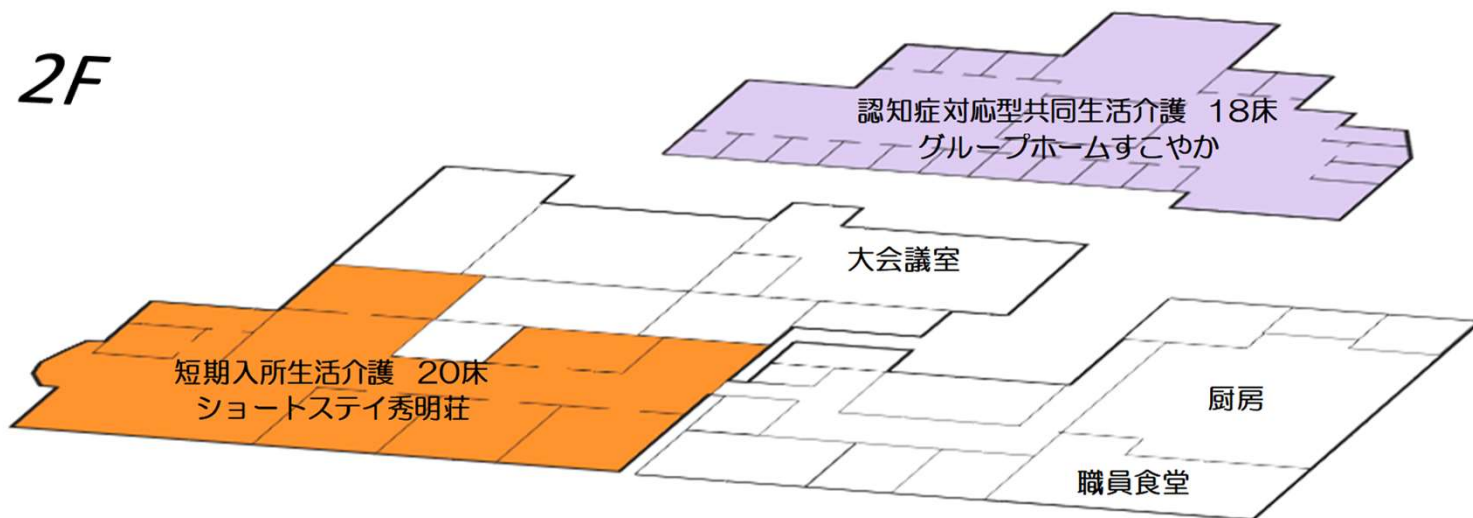 2F
認知症対応型共同生活介護 18床
グループホームすこやか
大会議室
短期入所生活介護 20床
ショートステイ秀明荘
厨房
職員食堂